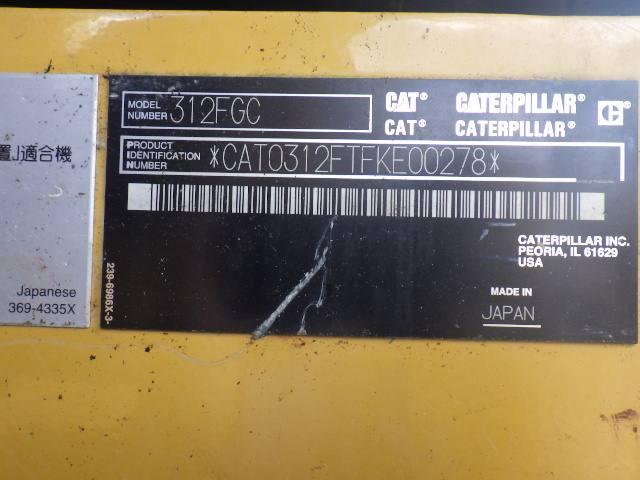 置J適合機
Japanese
369-4335X
MODEL
NUMBER
312FGC
CAT® CATERPILLAR® C®
CAT® CATERPILLAR®
PRODUCT
IDENTIFICATION
NUMBER
*CAT0312FTFKE00278*
CATERPILLAR INC.
PEORIA, IL 61629
USA
MADE IN
JAPAN
239-6986X-3-